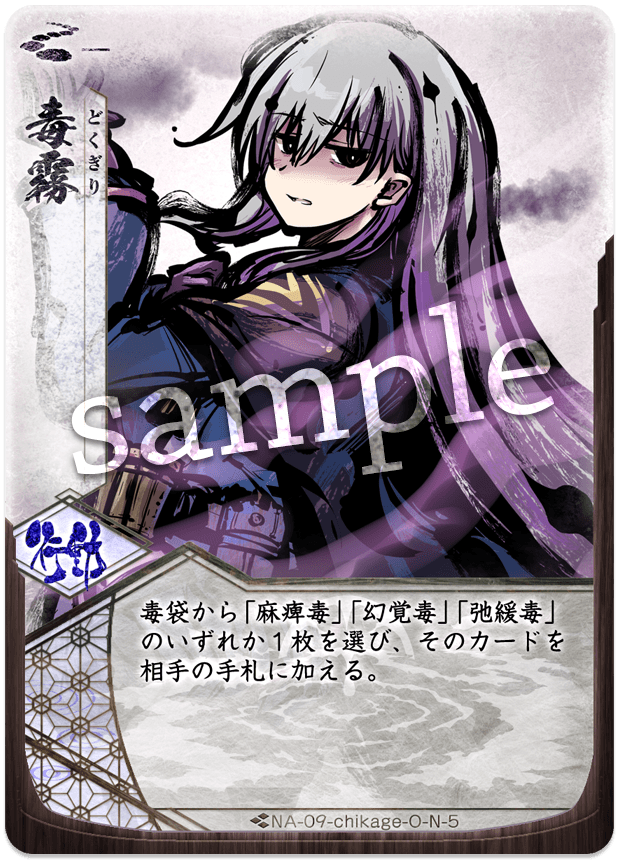 毒霧
どくぎり
sample
行動
毒袋から「麻痺毒」「幻覚毒」「弛緩毒」
のいずれか1枚を選び、そのカードを
相手の手札に加える。
NA-09-chikage-O-N-5